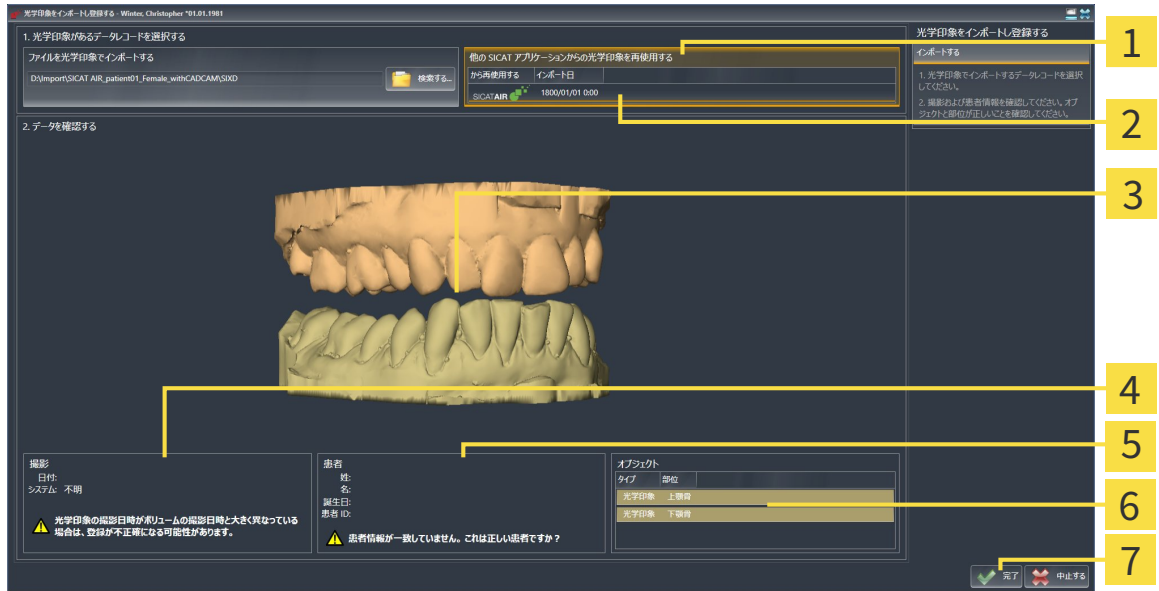 光学印象をインポートし登録する - Winter, Christopher *01.01.1981
1. 光学印象があるデータレコードを選択する
ファイルを光学印象でインポートする
D:\Import\SICAT AIR_patient01_Female_withCADCAM\SIXD
検索する...
他の SICAT アプリケーションからの光学印象を再使用する
から再使用する インポート日
SICATAIR 1800/01/01 0:00
光学印象をインポートし登録する
インポートする
1. 光学印象でインポートするデータレコードを選択
してください。
2. 撮影および患者情報を確認してください。オブ
ジェクトと部位が正しいことを確認してください。
1
2
2. データを確認する
3
4
5
撮影
日付:
システム: 不明
光学印象の撮影日時がボリュームの撮影日時と大きく異なっている
場合は、登録が不正確になる可能性があります。
患者
姓:
名:
誕生日:
患者 ID:
患者情報が一致していません。これは正しい患者ですか？
オブジェクト
タイプ 部位
光学印象 上顎骨
光学印象 下顎骨
6
完了
中止する
7